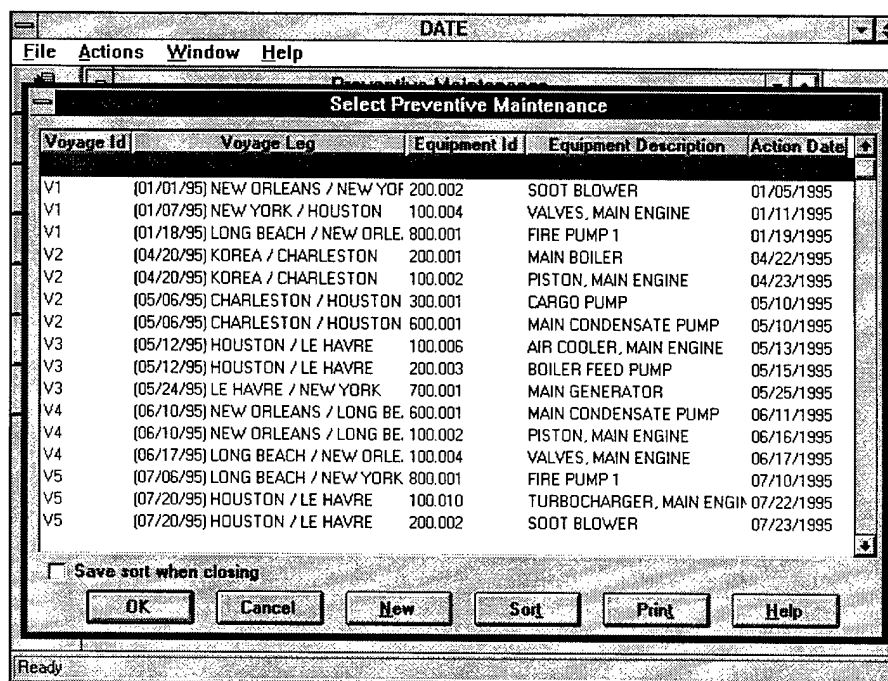 DATE
File Actions Window Help
Preventive Maintenance
Select Preventive Maintenance
Voyage Id Voyage Leg Equipment Id Equipment Description Action Date
V1 (01/01/95) NEW ORLEANS / NEW YOR 200.002 SOOT BLOWER 01/05/1995
V1 (01/07/95) NEW YORK / HOUSTON 100.004 VALVES, MAIN ENGINE 01/11/1995
V1 (01/18/95) LONG BEACH / NEW ORLE. 800.001 FIRE PUMP 1 01/19/1995
V2 (04/20/95) KOREA / CHARLESTON 200.001 MAIN BOILER 04/22/1995
V2 (04/20/95) KOREA / CHARLESTON 100.002 PISTON, MAIN ENGINE 04/23/1995
V2 (05/06/95) CHARLESTON / HOUSTON 300.001 CARGO PUMP 05/10/1995
V2 (05/06/95) CHARLESTON / HOUSTON 600.001 MAIN CONDENSATE PUMP 05/10/1995
V3 (05/12/95) HOUSTON / LE HAVRE 100.006 AIR COOLER, MAIN ENGINE 05/13/1995
V3 (05/12/95) HOUSTON / LE HAVRE 200.003 BOILER FEED PUMP 05/15/1995
V3 (05/24/95) LE HAVRE / NEW YORK 700.001 MAIN GENERATOR 05/25/1995
V4 (06/10/95) NEW ORLEANS / LONG BE. 600.001 MAIN CONDENSATE PUMP 06/11/1995
V4 (06/10/95) NEW ORLEANS / LONG BE. 100.002 PISTON, MAIN ENGINE 06/16/1995
V4 (06/17/95) LONG BEACH / NEW ORLE. 100.004 VALVES, MAIN ENGINE 06/17/1995
V5 (07/06/95) LONG BEACH / NEW YORK 800.001 FIRE PUMP 1 07/10/1995
V5 (07/20/95) HOUSTON / LE HAVRE 100.010 TURBOCHARGER, MAIN ENGIN 07/22/1995
V5 (07/20/95) HOUSTON / LE HAVRE 200.002 SOOT BLOWER 07/23/1995
Save sort when closing
OK Cancel New Sort Print Help
Ready